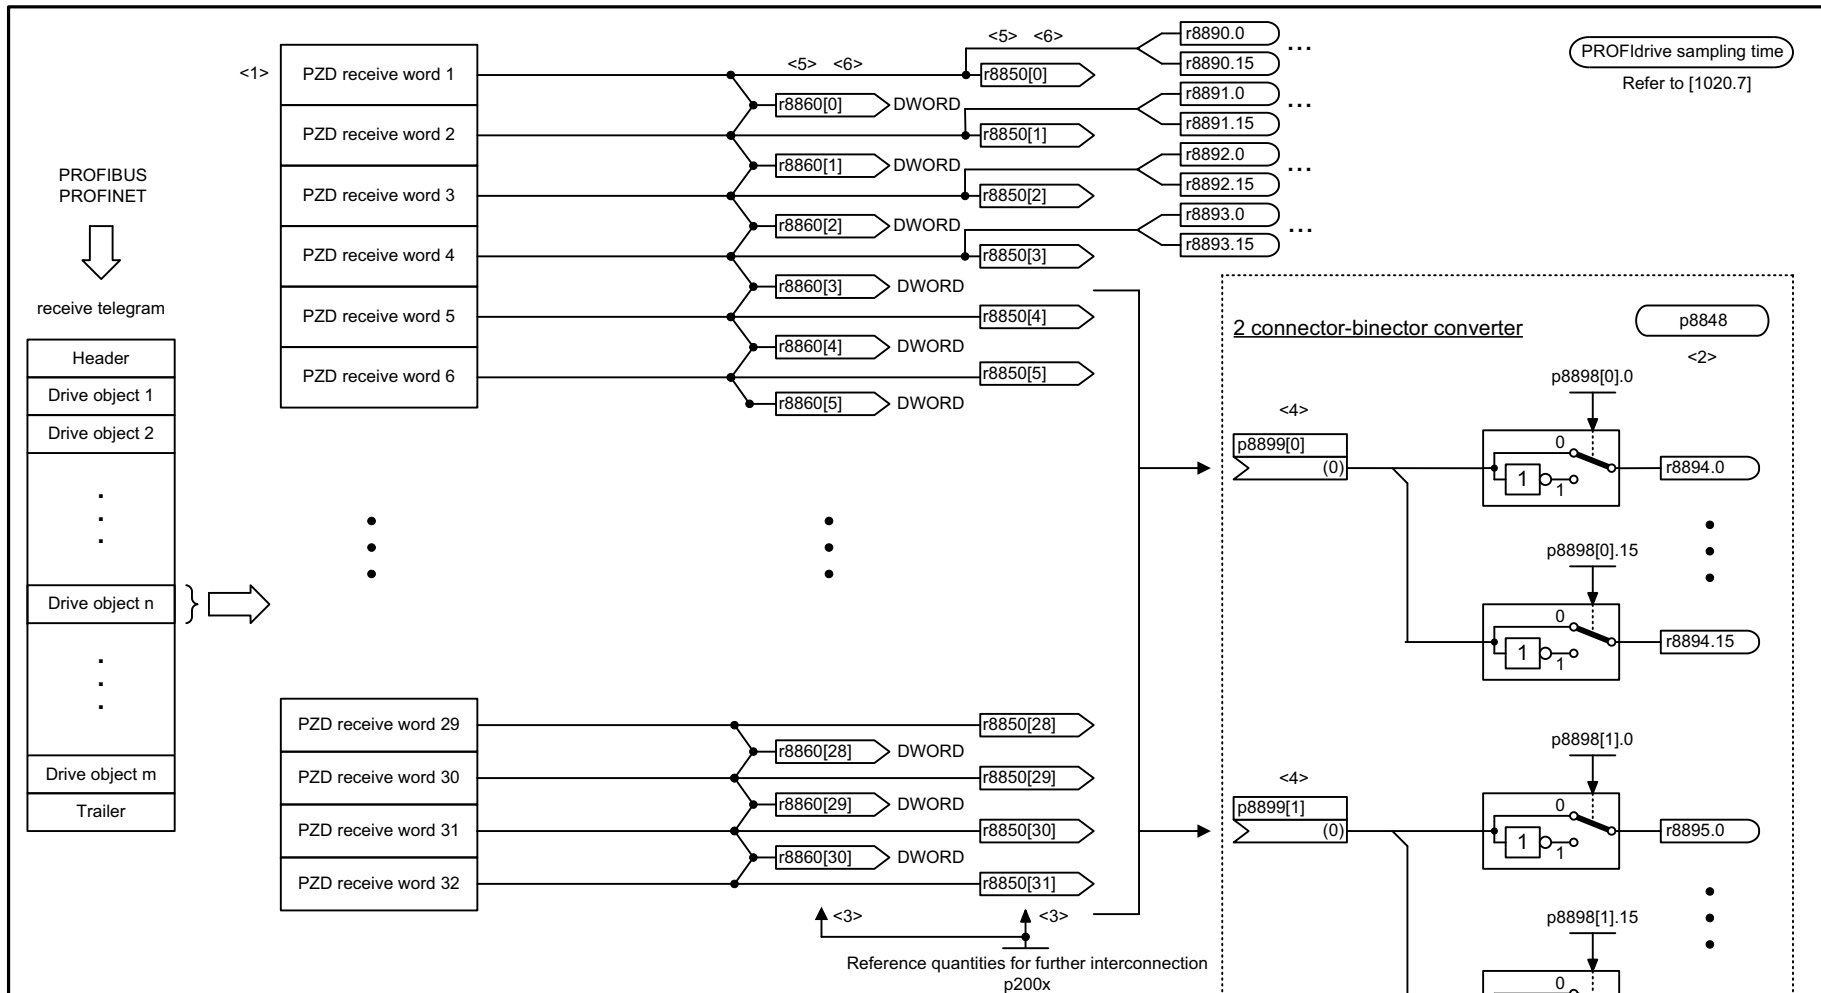 <1>
PZD receive word 1
PZD receive word 2
PZD receive word 3
PZD receive word 4
PZD receive word 5
PZD receive word 6
<5> <6>
<5> <6>
r8860[0] DWORD
r8860[1] DWORD
r8860[2] DWORD
r8860[3] DWORD
r8860[4] DWORD
r8860[5] DWORD
r8850[0]
r8850[1]
r8850[2]
r8850[3]
r8850[4]
r8850[5]
r8890.0
...
r8890.15
r8891.0
...
r8891.15
r8892.0
...
r8892.15
r8893.0
...
r8893.15
PROFIdrive sampling time
Refer to [1020.7]
PROFIBUS
PROFINET
receive telegram
Header
Drive object 1
Drive object 2
Drive object n
Drive object m
Trailer
PZD receive word 29
PZD receive word 30
PZD receive word 31
PZD receive word 32
r8860[28] DWORD
r8860[29] DWORD
r8860[30] DWORD
r8850[28]
r8850[29]
r8850[30]
r8850[31]
<3>
<3>
Reference quantities for further interconnection
p200x
2 connector-binector converter
p8848
<2>
p8898[0].0
<4>
p8899[0]
(0)
0
1
1
r8894.0
p8898[0].15
0
1
1
r8894.15
p8898[1].0
<4>
p8899[1]
(0)
0
1
1
r8895.0
p8898[1].15
0